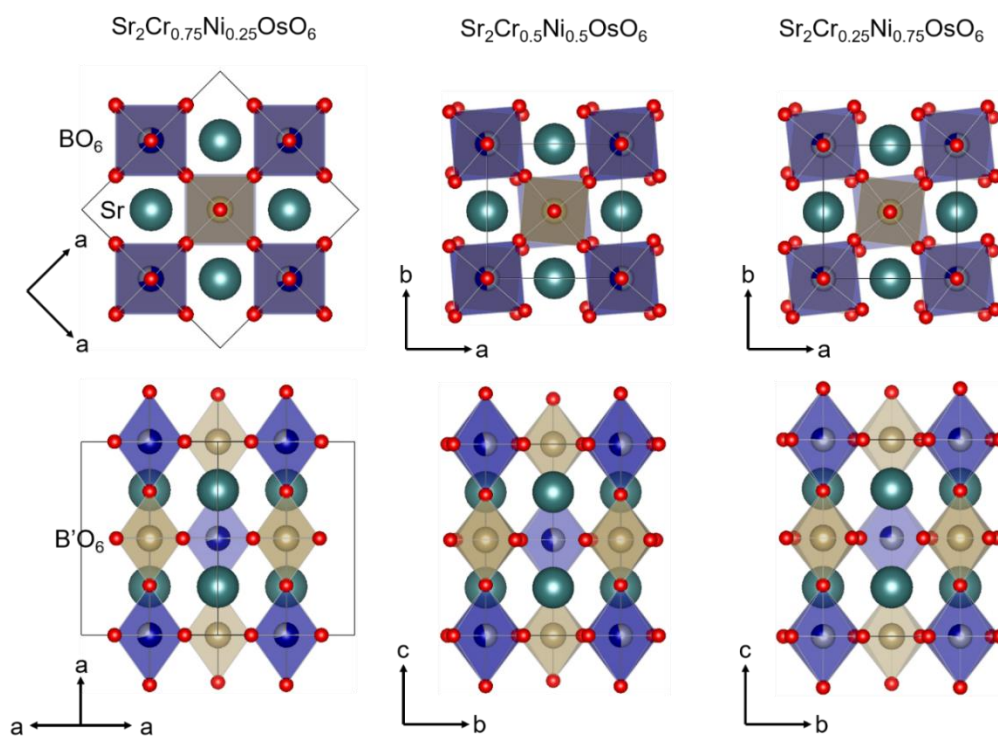 Sr₂Cr₀.₇₅Ni₀.₂₅OsO₆
Sr₂Cr₀.₅Ni₀.₅OsO₆
Sr₂Cr₀.₂₅Ni₀.₇₅OsO₆
BO₆
Sr
a
a
b
a
b
a
B’O₆
a
a
a
c
b
c
b